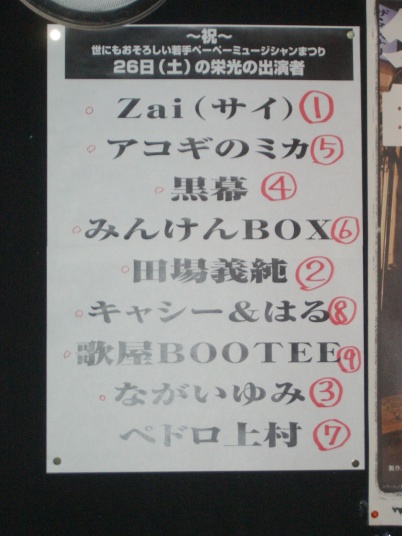 ～祝～
世にもおそろしい若手ペーペーミュージシャンまつり
26日（土）の栄光の出演者
Zai（サイ）①
アコギのミカ⑤
黒幕 ④
みんけんBOX⑥
田場義純 ②
キャシー＆はる⑧
歌屋BOOTEE⑨
ながいゆみ③
ペドロ上村 ⑦